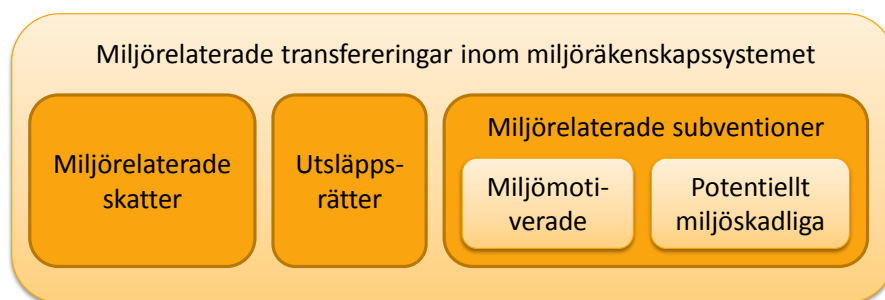 Miljörelaterade transfereringar inom miljöräkenskapssystemet
Miljörelaterade
skatter
Utsläpps-
rätter
Miljörelaterade subventioner
Miljömoti-
verade
Potentiellt
miljöskadliga